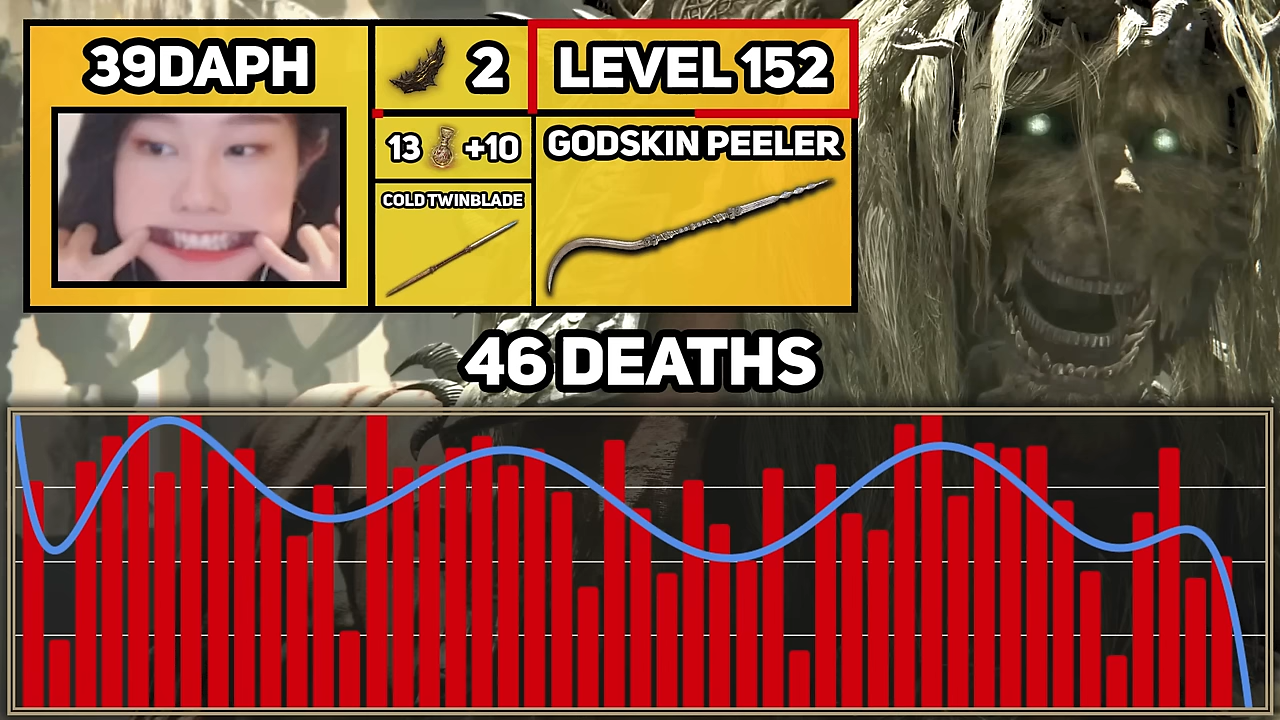 39DAPH
2
LEVEL 152
13 +10
GODSKIN PEELER
COLD TWINBLADE
46 DEATHS